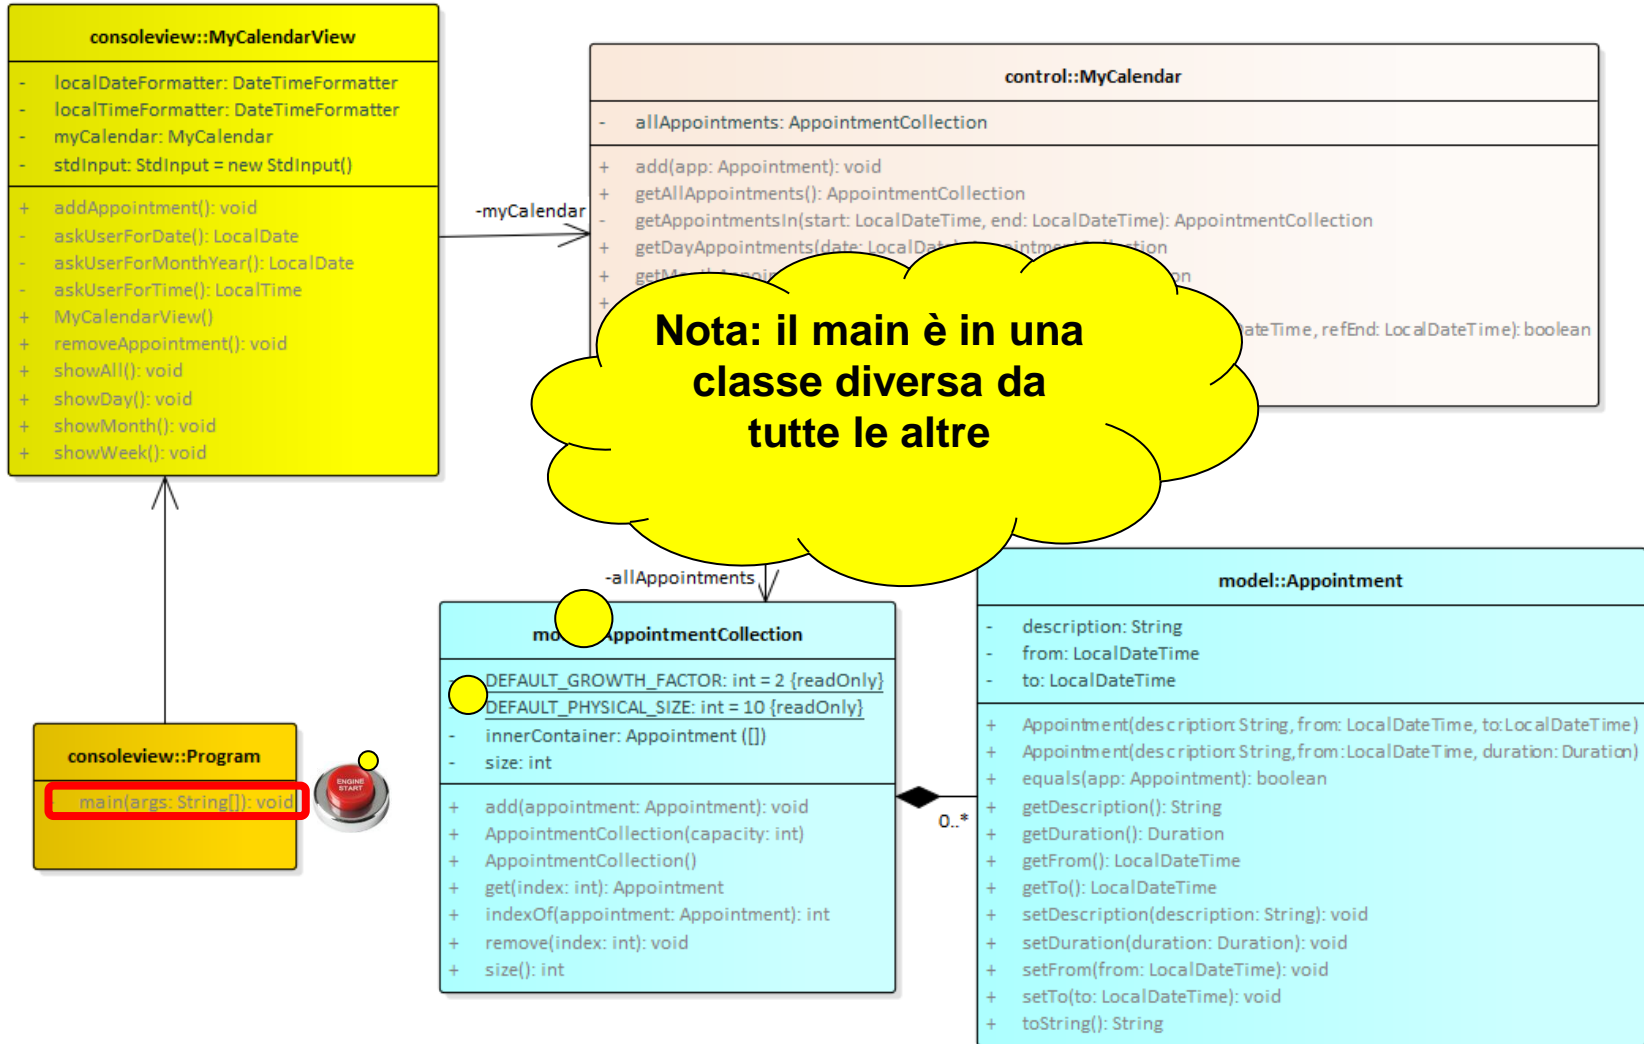 consoleview::MyCalendarView
- localDateFormatter: DateTimeFormatter
- localTimeFormatter: DateTimeFormatter
- myCalendar: MyCalendar
- stdInput: StdInput = new StdInput()
+ addAppointment(): void
- askUserForDate(): LocalDate
- askUserForMonthYear(): LocalDate
- askUserForTime(): LocalTime
+ MyCalendarView()
+ removeAppointment(): void
+ showAll(): void
+ showDay(): void
+ showMonth(): void
+ showWeek(): void
-myCalendar
control::MyCalendar
- allAppointments: AppointmentCollection
+ add(app: Appointment): void
+ getAllAppointments(): AppointmentCollection
- getAppointmentsIn(start: LocalDateTime, end: LocalDateTime): AppointmentCollection
+ getDayAppointments(date: LocalDate)
+
+
refEnd: LocalDateTime): boolean
Nota: il main è in una
classe diversa da
tutte le altre
-allAppointments
AppointmentCollection
DEFAULT_GROWTH_FACTOR: int = 2 {readOnly}
DEFAULT_PHYSICAL_SIZE: int = 10 {readOnly}
- innerContainer: Appointment ([])
- size: int
+ add(appointment: Appointment): void
+ AppointmentCollection(capacity: int)
+ AppointmentCollection()
+ get(index: int): Appointment
+ indexOf(appointment: Appointment): int
+ remove(index: int): void
+ size(): int
0..*
model::Appointment
- description: String
- from: LocalDateTime
- to: LocalDateTime
+ Appointment(description:String, from: LocalDateTime, to:LocalDateTime)
+ Appointment(description:String,from:LocalDateTime, duration: Duration)
+ equals(app: Appointment): boolean
+ getDescription(): String
+ getDuration(): Duration
+ getFrom(): LocalDateTime
+ getTo(): LocalDateTime
+ setDescription(description: String): void
+ setDuration(duration: Duration): void
+ setFrom(from: LocalDateTime): void
+ setTo(to: LocalDateTime): void
+ toString(): String
consoleview::Program
main(args: String[]): void
ENGINE
START